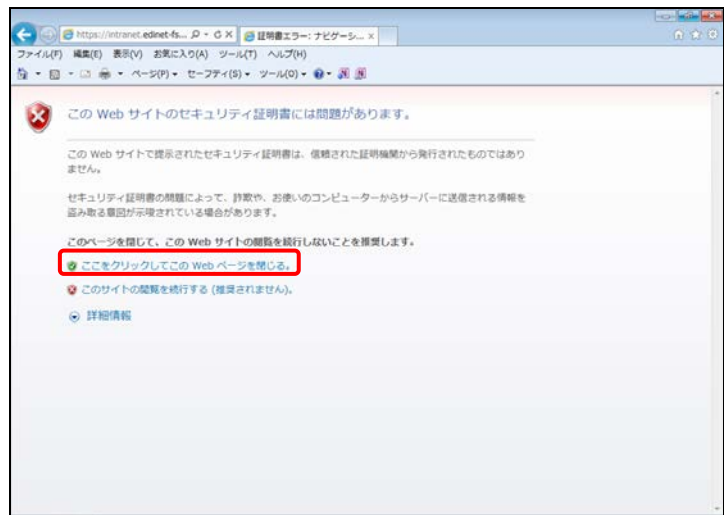 https://intranet.edinet-fs... 証明書エラー: ナビゲーシ... ×
ファイル(F) 編集(E) 表示(V) お気に入り(A) ツール(T) ヘルプ(H)
ページ(P) セーフティ(S) ツール(O)
この Web サイトのセキュリティ証明書には問題があります。
この Web サイトで提示されたセキュリティ証明書は、信頼された証明機関から発行されたものではあり
ません。
セキュリティ証明書の問題によって、詐欺や、お使いのコンピューターからサーバーに送信される情報を
盗み取る意図が示唆されている場合があります。
このページを閉じて、この Web サイトの閲覧を続行しないことを推奨します。
ここをクリックしてこの Web ページを閉じる。
このサイトの閲覧を続行する (推奨されません)。
詳細情報